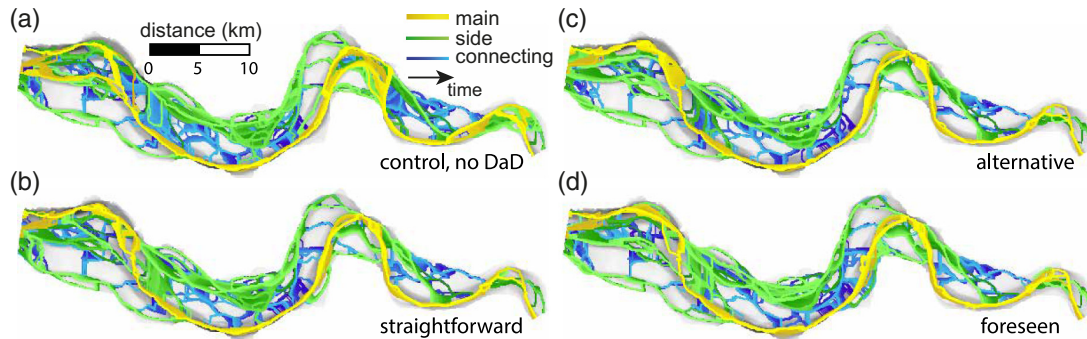 (a)
distance (km)
0 5 10
main
side
connecting
time
control, no DaD
(b)
straightforward
(c)
alternative
(d)
foreseen